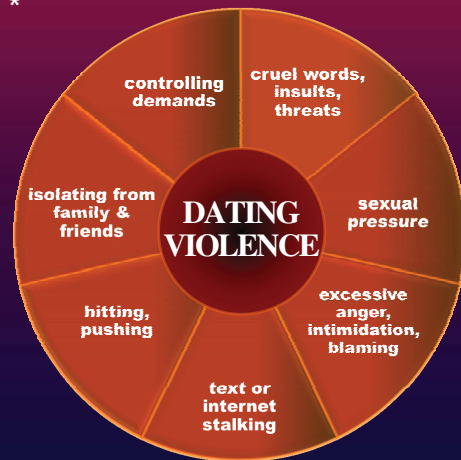 *
DATING
VIOLENCE
cruel words,
insults,
threats
sexual
pressure
excessive
anger,
intimidation,
blaming
text or
internet
stalking
hitting,
pushing
isolating from
family &
friends
controlling
demands